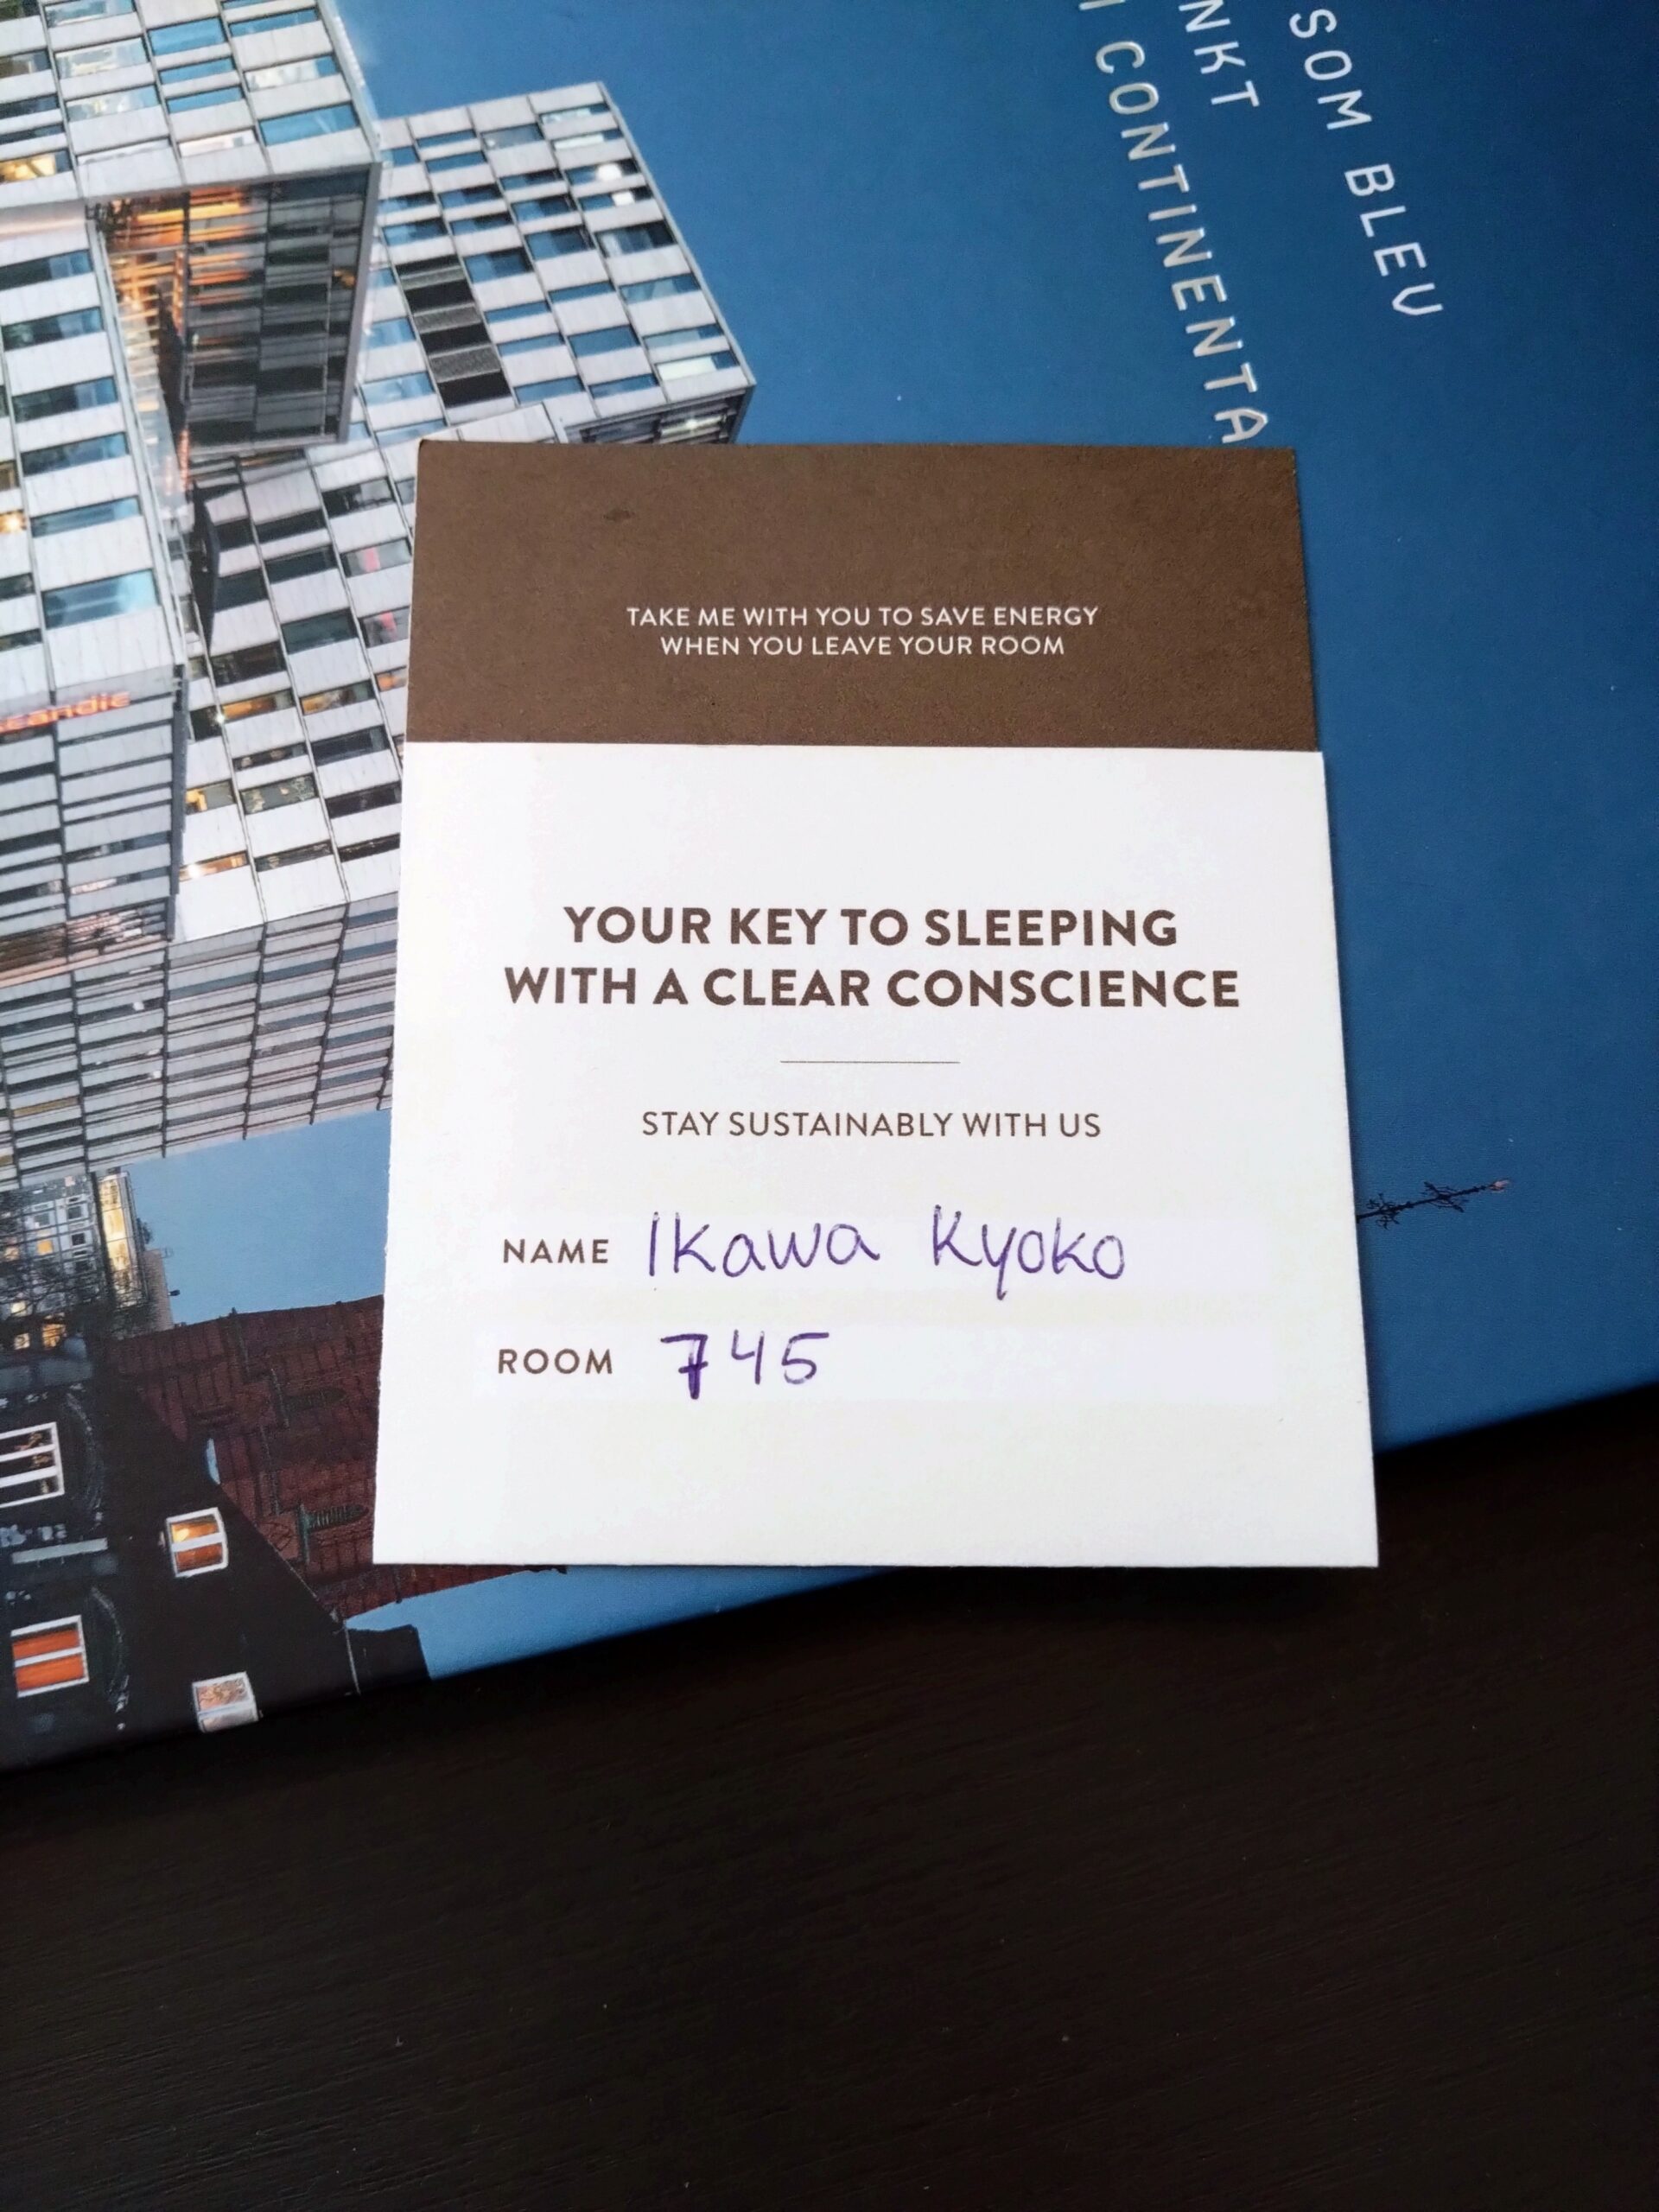 SOM BLEV
NKT
I CONTINENTA
TAKE ME WITH YOU TO SAVE ENERGY
WHEN YOU LEAVE YOUR ROOM
YOUR KEY TO SLEEPING
WITH A CLEAR CONSCIENCE
STAY SUSTAINABLY WITH US
NAME Ikawa Kyoko
ROOM 745
candic